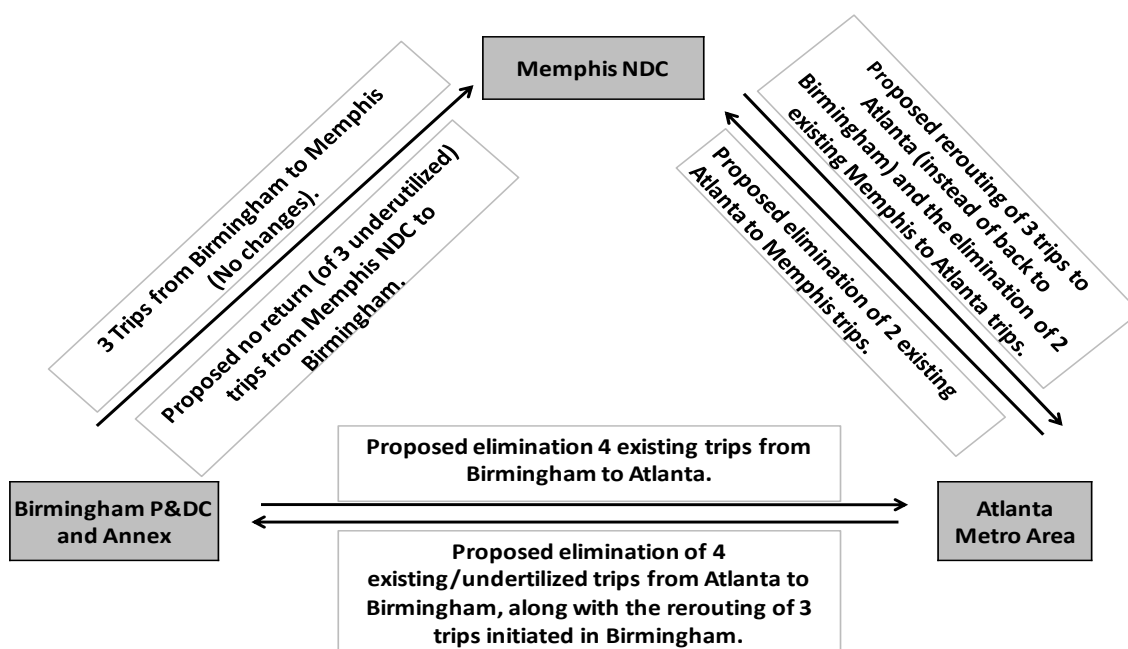 Memphis NDC
3 Trips from Birmingham to Memphis
(No changes).
Proposed no return (of 3 underutilized)
trips from Memphis NDC to
Birmingham.
Proposed rerouting of 3 trips to
Atlanta (instead of back to
Birmingham) and the elimination of 2
existing Memphis to Atlanta trips.
Proposed elimination of 2 existing
Atlanta to Memphis trips.
Proposed elimination 4 existing trips from
Birmingham to Atlanta.
Birmingham P&DC
and Annex
Atlanta
Metro Area
Proposed elimination of 4
existing/undertilized trips from Atlanta to
Birmingham, along with the rerouting of 3
trips initiated in Birmingham.